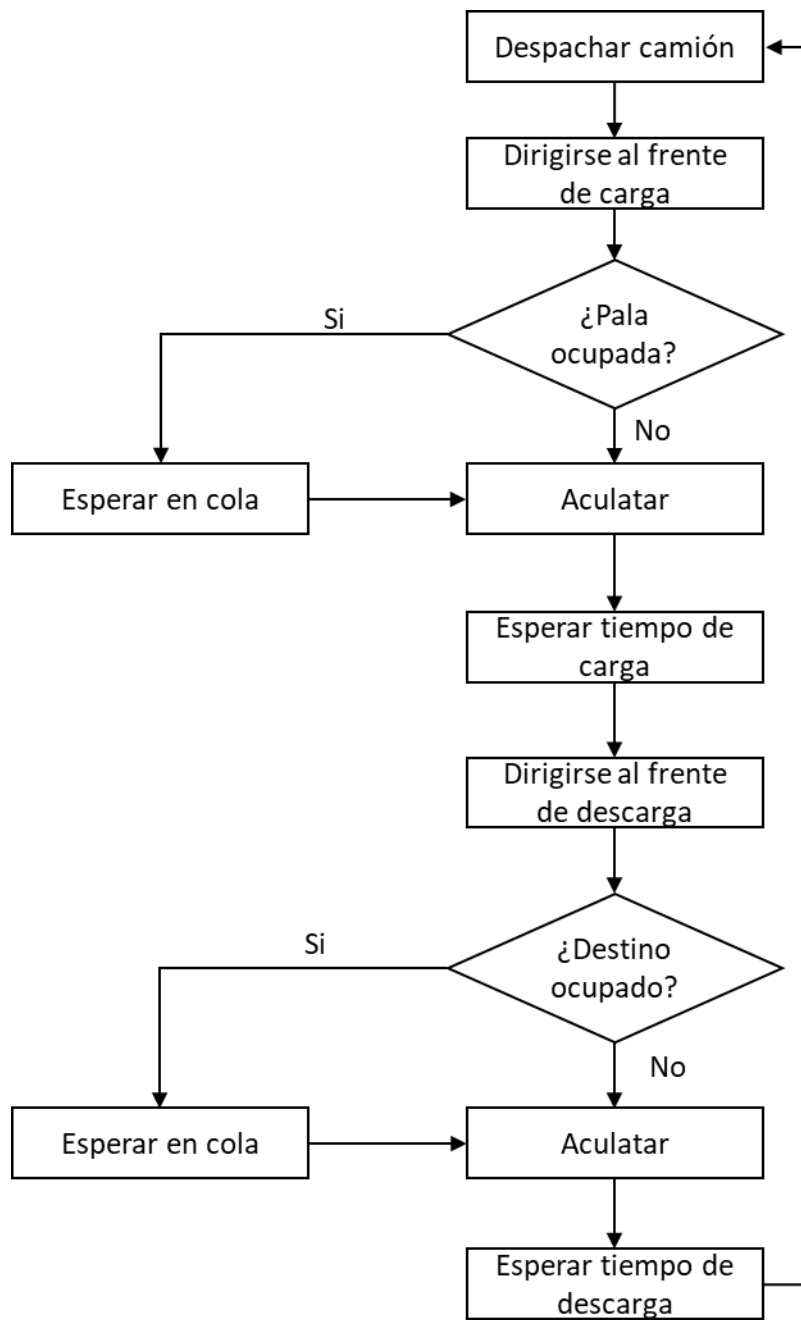 Despachar camión
Dirigirse al frente
de carga
¿Pala
ocupada?
Si
No
Esperar en cola
Aculatar
Esperar tiempo de
carga
Dirigirse al frente
de descarga
¿Destino
ocupado?
Si
No
Esperar en cola
Aculatar
Esperar tiempo de
descarga